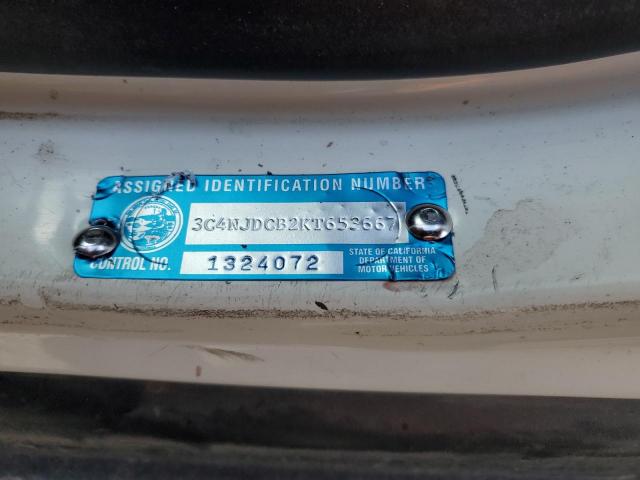 ASSIGNED IDENTIFICATION NUMBER
3C4NJDCB2KT653667
CONTROL NO. 1324072
STATE OF CALIFORNIA
DEPARTMENT OF
MOTOR VEHICLES